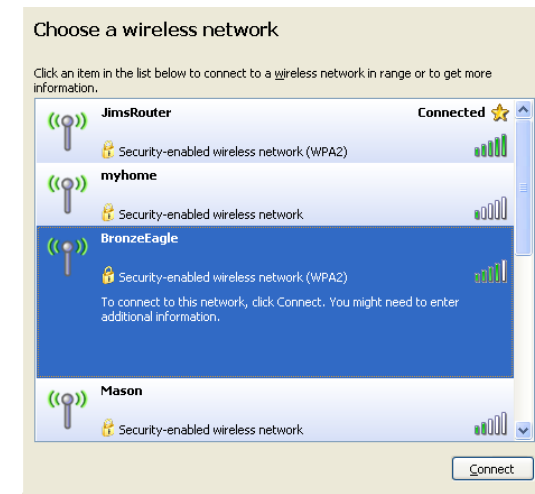 Choose a wireless network
Click an item in the list below to connect to a wireless network in range or to get more
information.
JimsRouter Connected
Security-enabled wireless network (WPA2)
myhome
Security-enabled wireless network
BronzeEagle
Security-enabled wireless network (WPA2)
To connect to this network, click Connect. You might need to enter
additional information.
Mason
Security-enabled wireless network
Connect